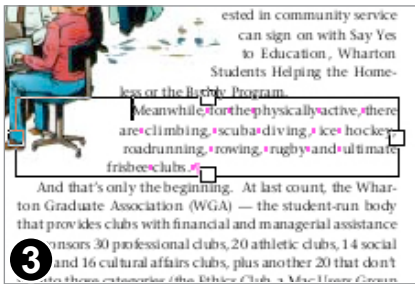 ested in community service
can sign on with Say Yes
to Education, Wharton
Students Helping the Home-
less or the Buddy Program.
Meanwhile, for the physically active, there
are climbing, scuba diving, ice hockey,
roadrunning, rowing, rugby and ultimate
frisbee clubs.
And that's only the beginning. At last count, the Whar-
ton Graduate Association (WGA) — the student-run body
that provides clubs with financial and managerial assistance
onsors 30 professional clubs, 20 athletic clubs, 14 social
and 16 cultural affairs clubs, plus another 20 that don't
into those categories (the Ethics Club, a Mac Users Group
3